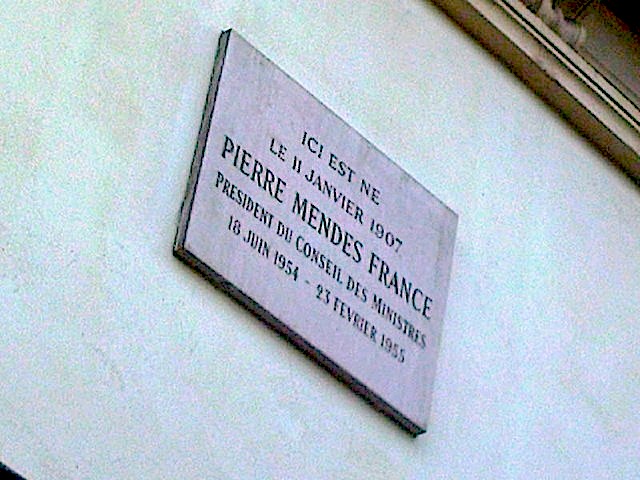 ICI EST NE
LE 11 JANVIER 1907
PIERRE MENDES FRANCE
PRESIDENT DU CONSEIL DES MINISTRES
18 JUIN 1954 - 23 FEVRIER 1955